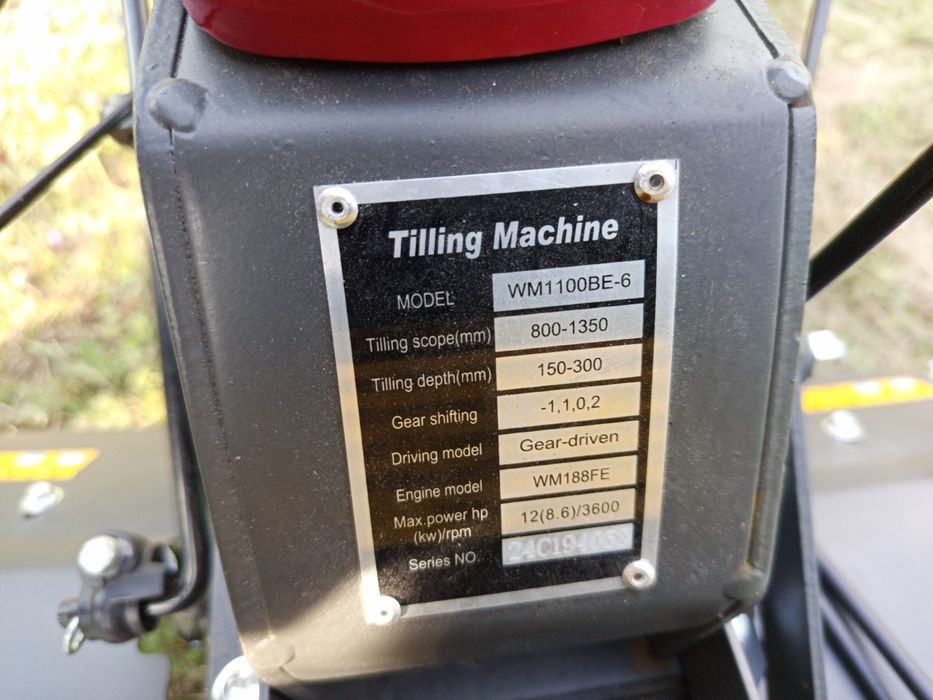 Tilling Machine
MODEL WM1100BE-6
Tilling scope(mm) 800-1350
Tilling depth(mm) 150-300
Gear shifting -1,1,0,2
Driving model Gear-driven
Engine model WM188FE
Max.power hp
(kw)/rpm 12(8.6)/3600
Series NO.